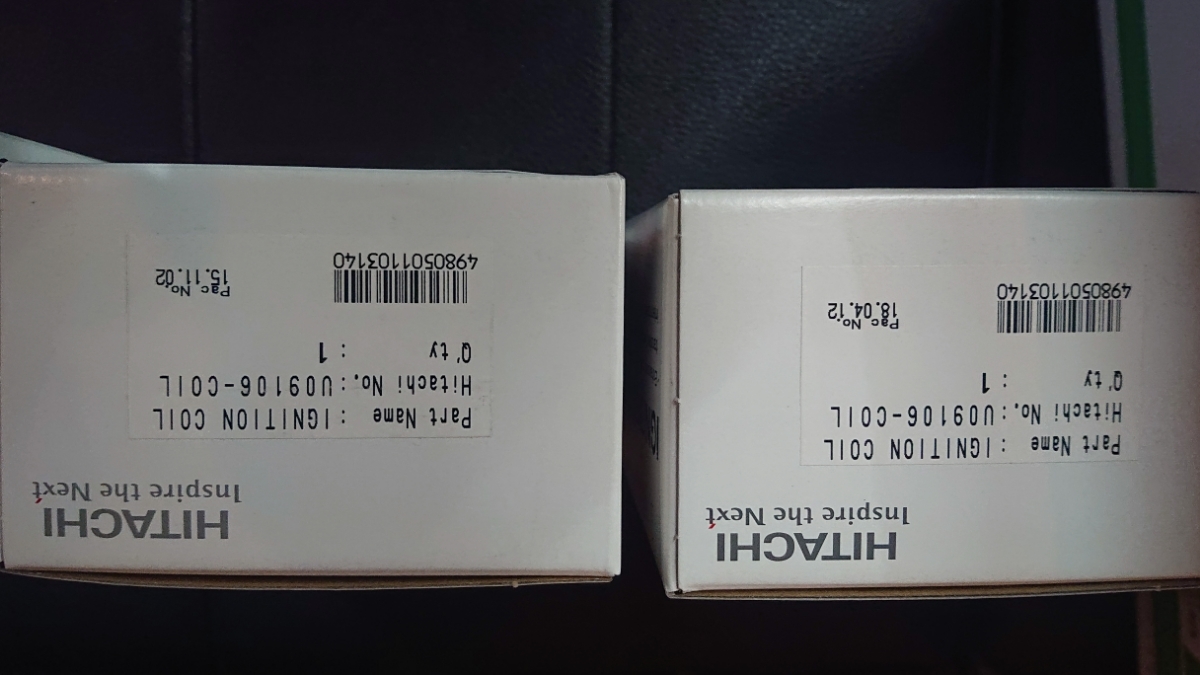 HITACHI
Inspire the Next
Part Name : IGNITION COIL
Hitachi No. : U09106-COIL
Q'ty : 1
4980501103140
Pac No.
15.11.02
HITACHI
Inspire the Next
Part Name : IGNITION COIL
Hitachi No. : U09106-COIL
Q'ty : 1
4980501103140
Pac No.
18.04.12